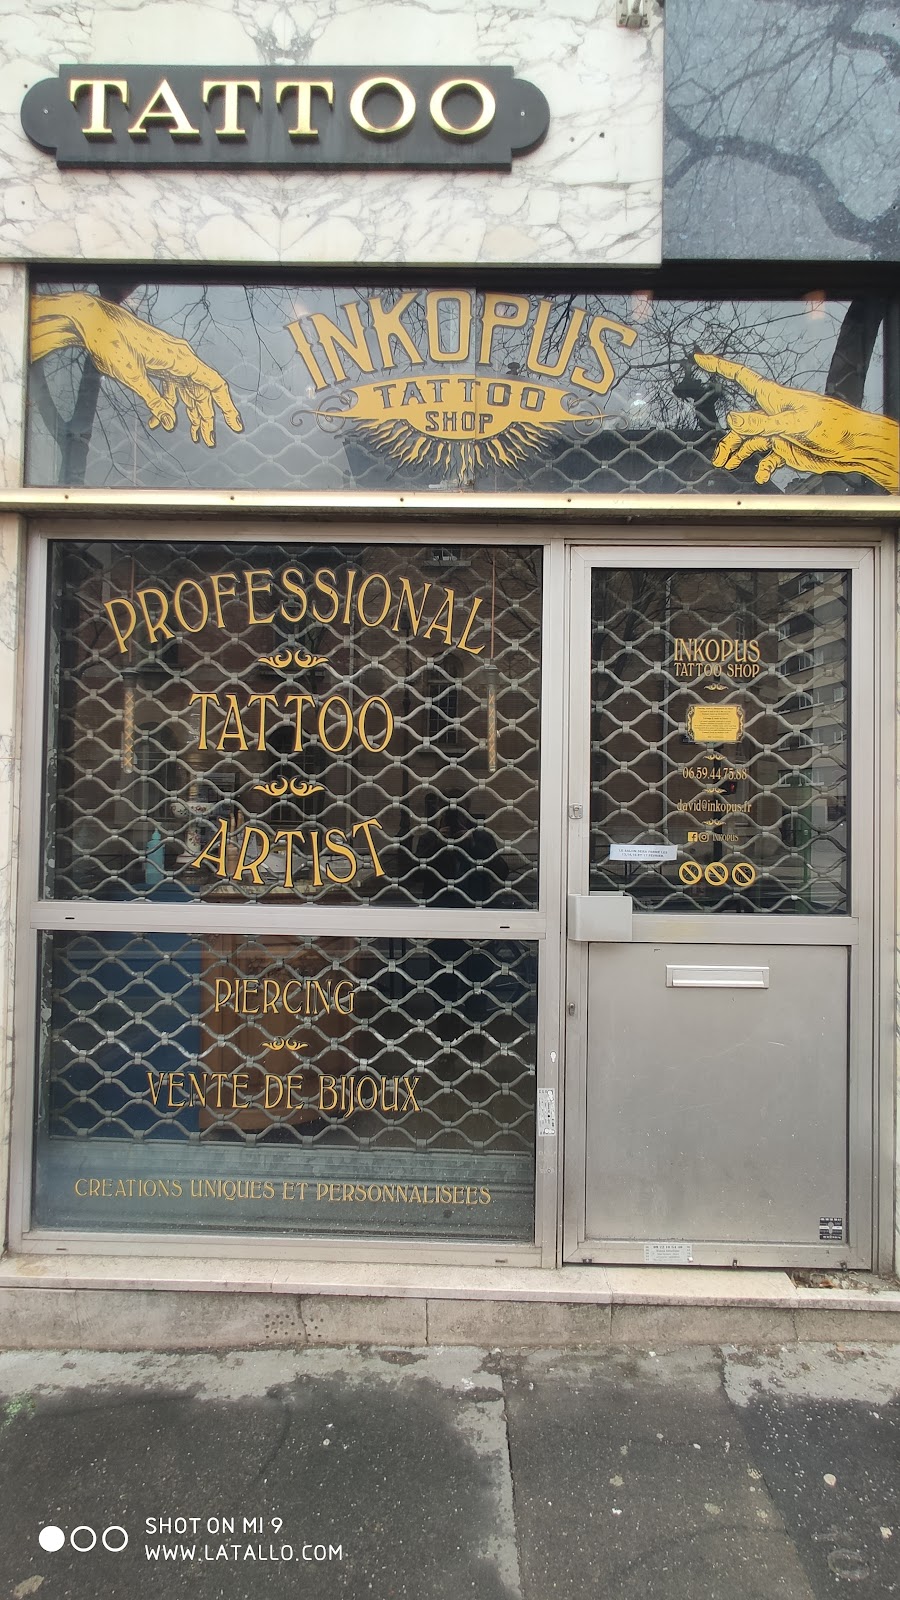 TATTOO
INKOPUS
TATTOO
SHOP
PROFESSIONAL
TATTOO
ARTIST
PIERCING
VENTE DE BIJOUX
CREATIONS UNIQUES ET PERSONNALISEES
INKOPUS
TATTOO SHOP
06.59.44.75.88
david@inkopus.fr
INKOPUS
SHOT ON MI 9
WWW.LATALLO.COM